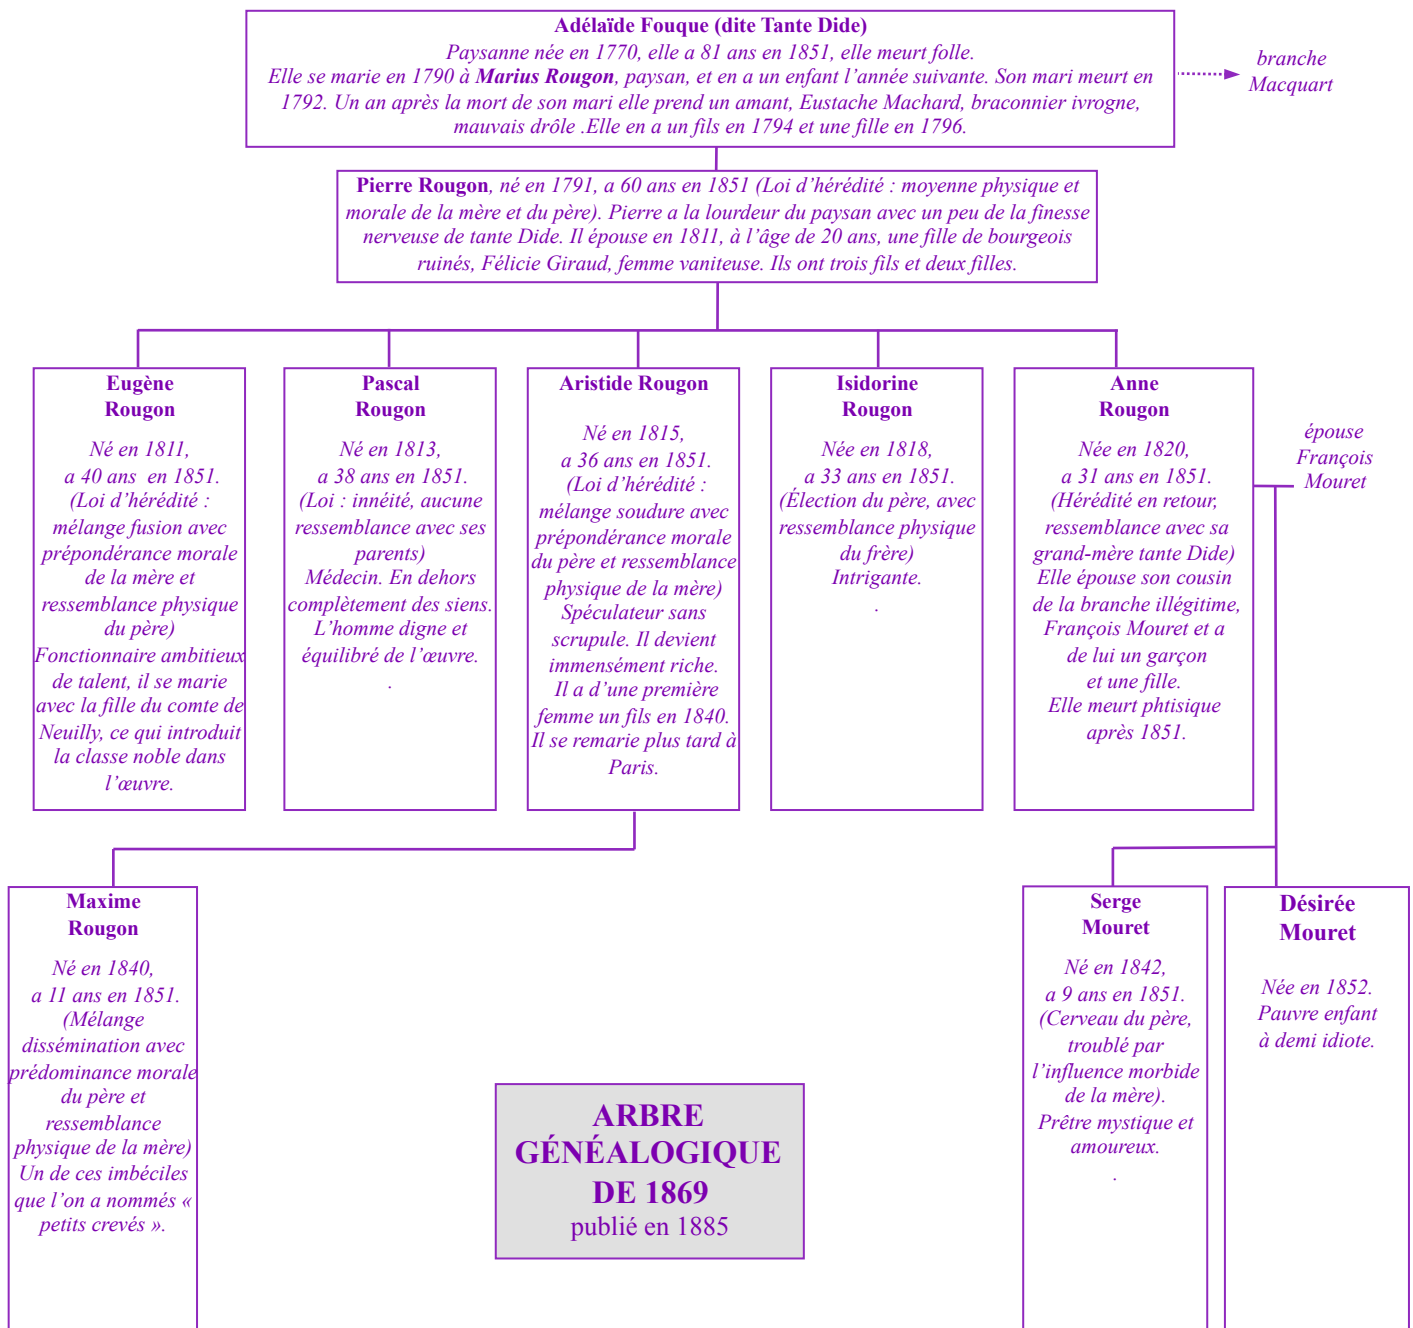 Adélaïde Fouque (dite Tante Dide)
Paysanne née en 1770, elle a 81 ans en 1851, elle meurt folle.
Elle se marie en 1790 à Marius Rougon, paysan, et en a un enfant l’année suivante. Son mari meurt en
1792. Un an après la mort de son mari elle prend un amant, Eustache Machard, braconnier ivrogne,
mauvais drôle .Elle en a un fils en 1794 et une fille en 1796.
branche
Macquart
Pierre Rougon, né en 1791, a 60 ans en 1851 (Loi d’hérédité : moyenne physique et
morale de la mère et du père). Pierre a la lourdeur du paysan avec un peu de la finesse
nerveuse de tante Dide. Il épouse en 1811, à l’âge de 20 ans, une fille de bourgeois
ruinés, Félicie Giraud, femme vaniteuse. Ils ont trois fils et deux filles.
Eugène
Rougon
Né en 1811,
a 40 ans en 1851.
(Loi d’hérédité :
mélange fusion avec
prépondérance morale
de la mère et
ressemblance physique
du père)
Fonctionnaire ambitieux
de talent, il se marie
avec la fille du comte de
Neuilly, ce qui introduit
la classe noble dans
l’œuvre.
Pascal
Rougon
Né en 1813,
a 38 ans en 1851.
(Loi : innéité, aucune
ressemblance avec ses
parents)
Médecin. En dehors
complètement des siens.
L’homme digne et
équilibré de l’œuvre.
.
Aristide Rougon
Né en 1815,
a 36 ans en 1851.
(Loi d’hérédité :
mélange soudure avec
prépondérance morale
du père et ressemblance
physique de la mère)
Spéculateur sans
scrupule. Il devient
immensément riche.
Il a d’une première
femme un fils en 1840.
Il se remarie plus tard à
Paris.
Isidorine
Rougon
Née en 1818,
a 33 ans en 1851.
(Élection du père, avec
ressemblance physique
du frère)
Intrigante.
.
Anne
Rougon
Née en 1820,
a 31 ans en 1851.
(Hérédité en retour,
ressemblance avec sa
grand-mère tante Dide)
Elle épouse son cousin
de la branche illégitime,
François Mouret et a
de lui un garçon
et une fille.
Elle meurt phtisique
après 1851.
épouse
François
Mouret
Maxime
Rougon
Né en 1840,
a 11 ans en 1851.
(Mélange
dissémination avec
prédominance morale
du père et
ressemblance
physique de la mère)
Un de ces imbéciles
que l’on a nommés «
petits crevés ».
Serge
Mouret
Né en 1842,
a 9 ans en 1851.
(Cerveau du père,
troublé par
l’influence morbide
de la mère).
Prêtre mystique et
amoureux.
.
Désirée
Mouret
Née en 1852.
Pauvre enfant
à demi idiote.
ARBRE
GÉNÉALOGIQUE
DE 1869
publié en 1885